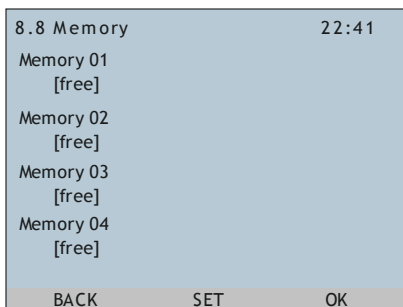 8.8 Memory 22:41
Memory 01
[free]
Memory 02
[free]
Memory 03
[free]
Memory 04
[free]
BACK SET OK